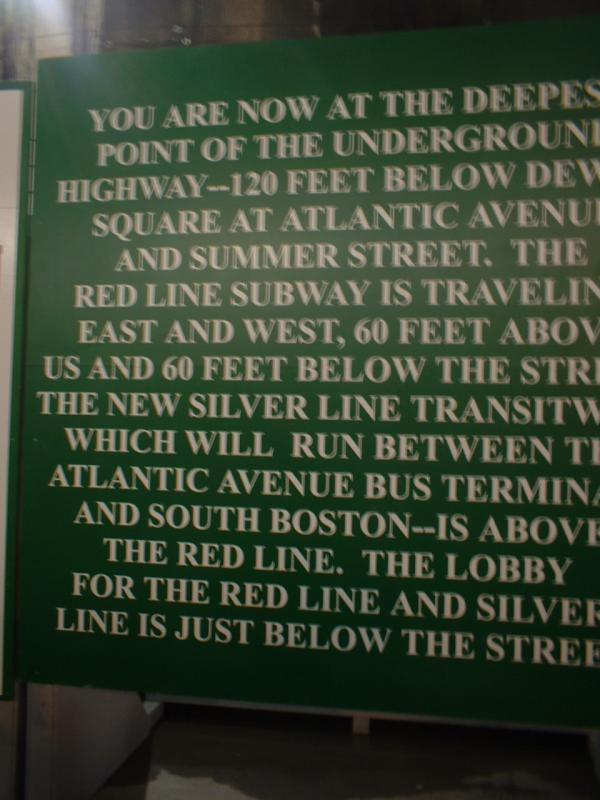 YOU ARE NOW AT THE DEEPES
POINT OF THE UNDERGROUND
HIGHWAY--120 FEET BELOW DEW
SQUARE AT ATLANTIC AVENU
AND SUMMER STREET. THE
RED LINE SUBWAY IS TRAVELIN
EAST AND WEST, 60 FEET ABOV
US AND 60 FEET BELOW THE STRE
THE NEW SILVER LINE TRANSITW
WHICH WILL RUN BETWEEN TH
ATLANTIC AVENUE BUS TERMINA
AND SOUTH BOSTON--IS ABOVE
THE RED LINE. THE LOBBY
FOR THE RED LINE AND SILVER
LINE IS JUST BELOW THE STREE